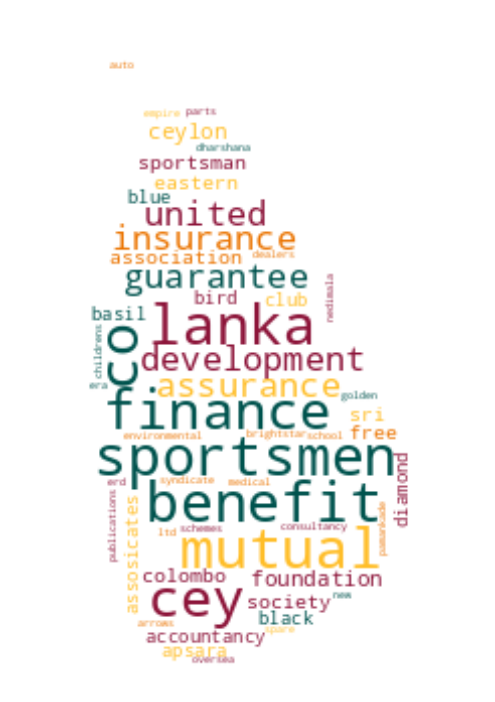 auto
empire parts
ceylon
dharshana
sportsman
eastern
blue
united
insurance
association dealers
guarantee
bird club
nedimala
basil
lanka
co
childrens
development
era
assurance
golden
finance
sri
free
environmental brightstar school
sportsmen
diamond
erd syndicate medical
benefit
publications
assosicates
ltd schemes consultancy
pamankade
mutual
colombo foundation
cey
society new
black
arrows spare
accountancy
apsara
oversea